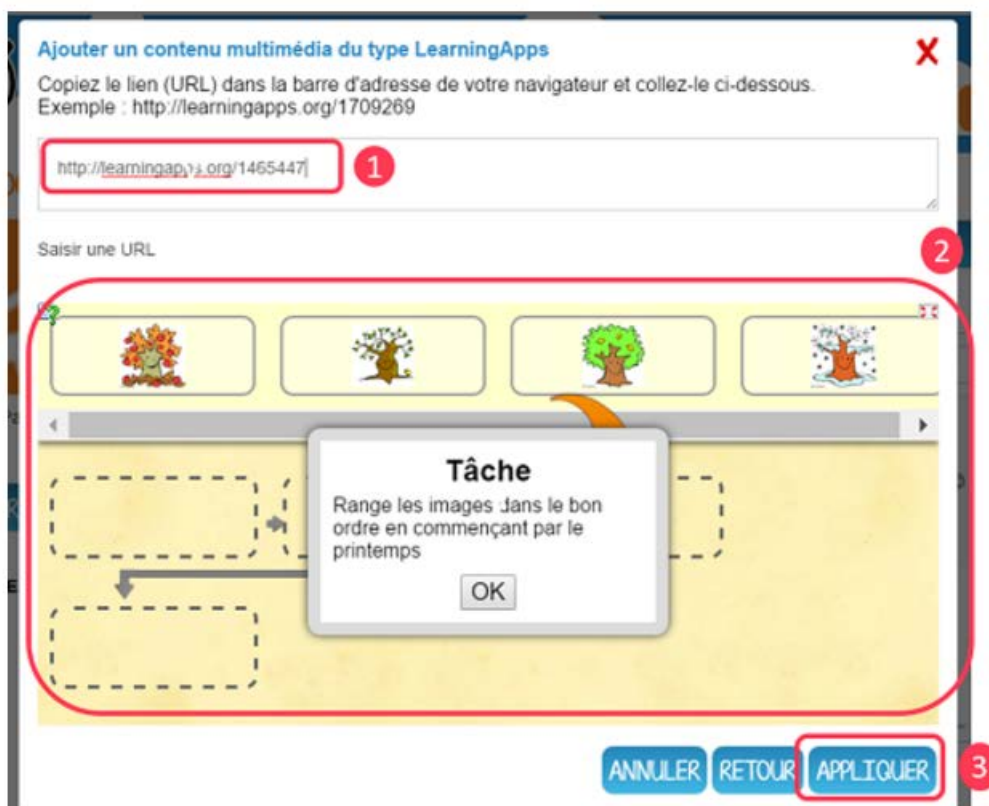 Ajouter un contenu multimédia du type LearningApps
X
Copiez le lien (URL) dans la barre d'adresse de votre navigateur et collez-le ci-dessous.
Exemple : http://learningapps.org/1709269
http://learningapps.org/1465447
1
Saisir une URL
2
Tâche
Range les images dans le bon
ordre en commençant par le
printemps
OK
ANNULER RETOUR APPLIQUER
3